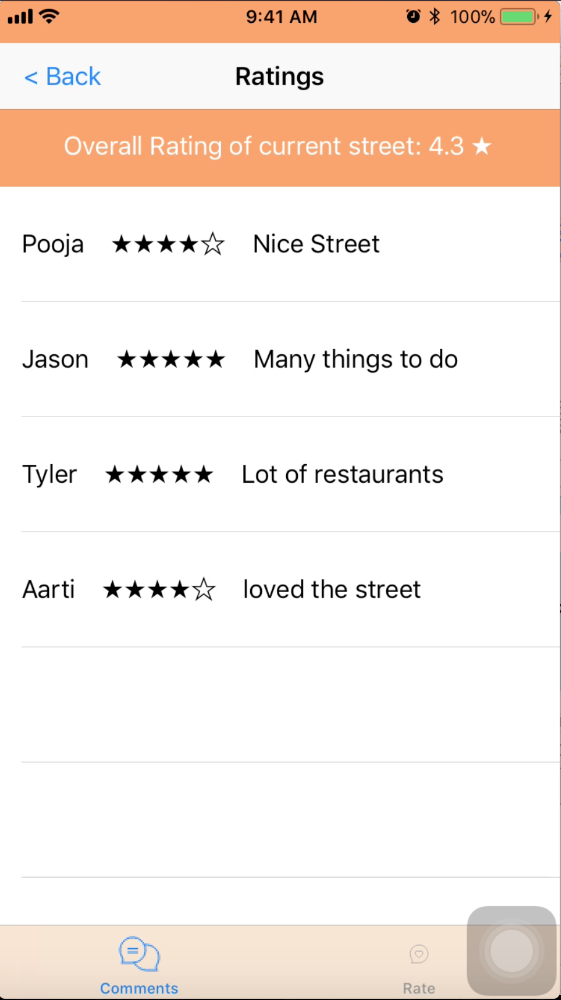 9:41 AM 100%
< Back Ratings
Overall Rating of current street: 4.3 ★
Pooja ★★★★☆ Nice Street
Jason ★★★★★ Many things to do
Tyler ★★★★★ Lot of restaurants
Aarti ★★★★☆ loved the street
Comments Rate